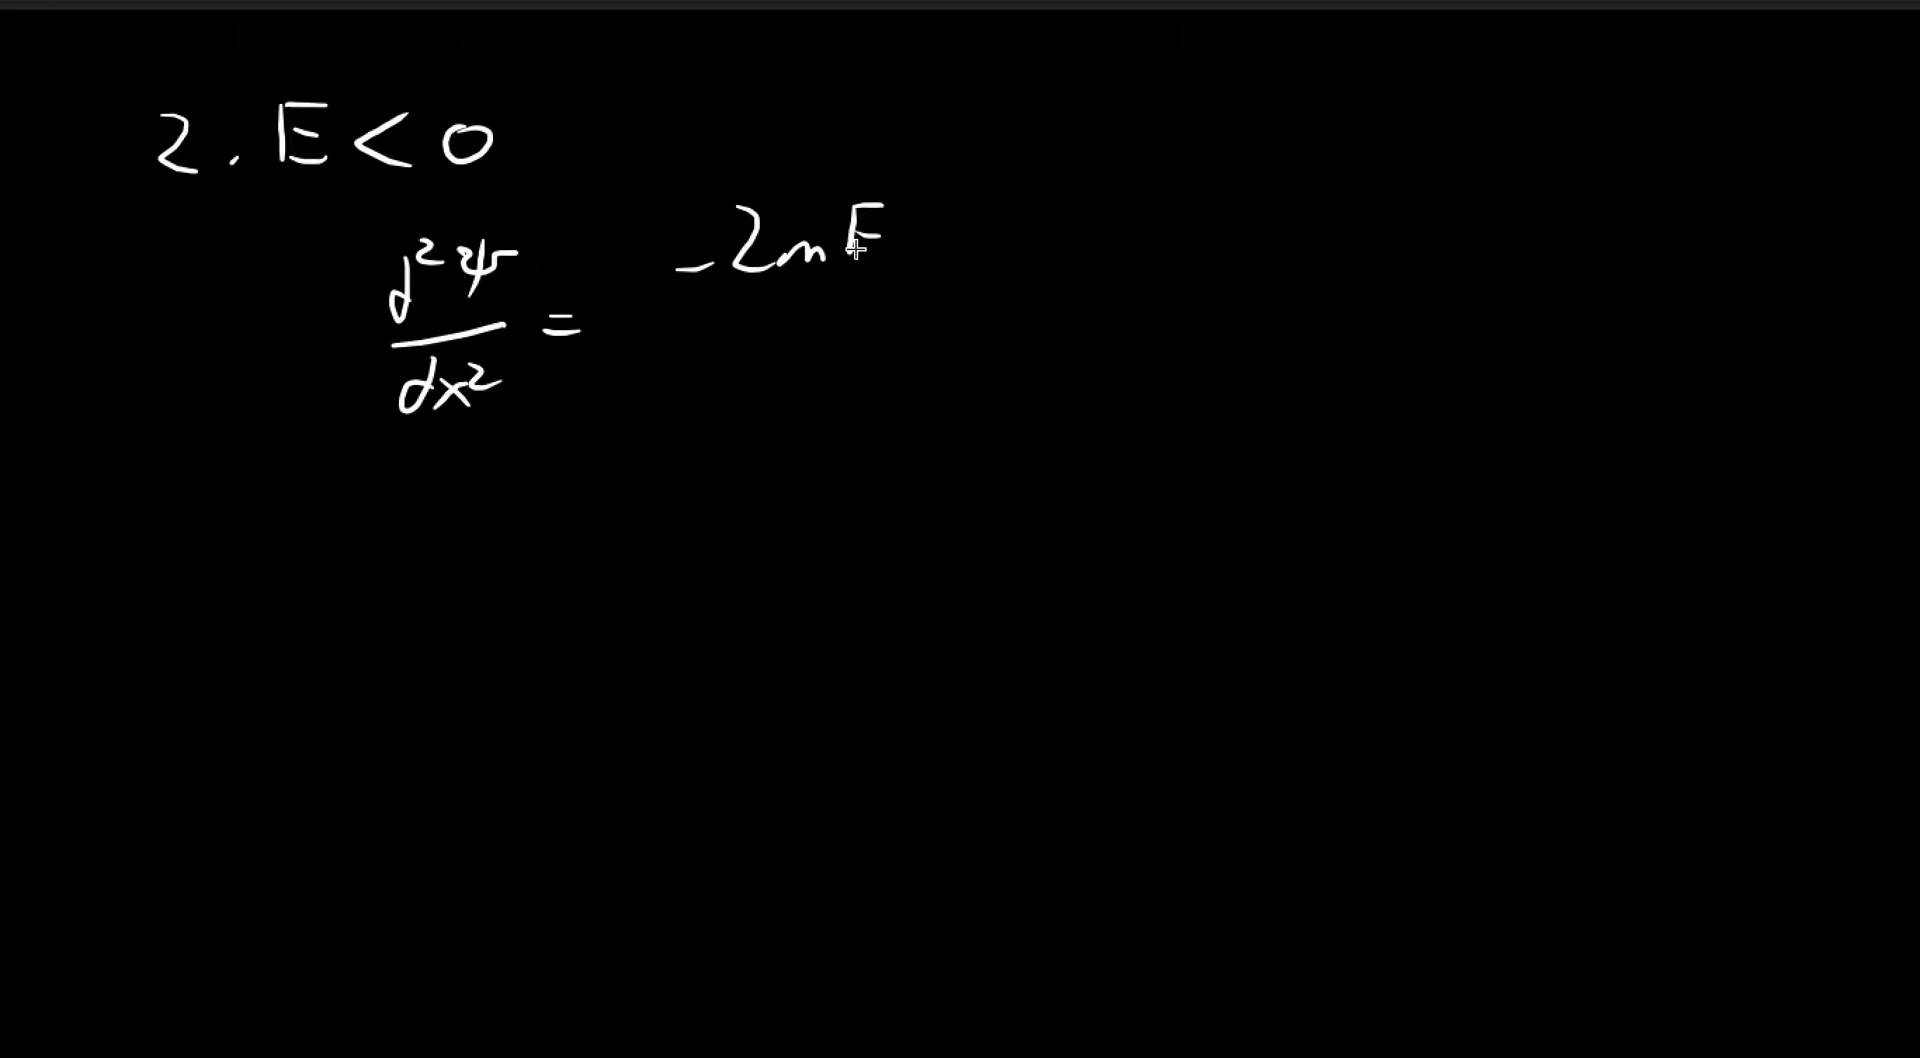 2. E < 0
d²ψ/dx² = -2mE